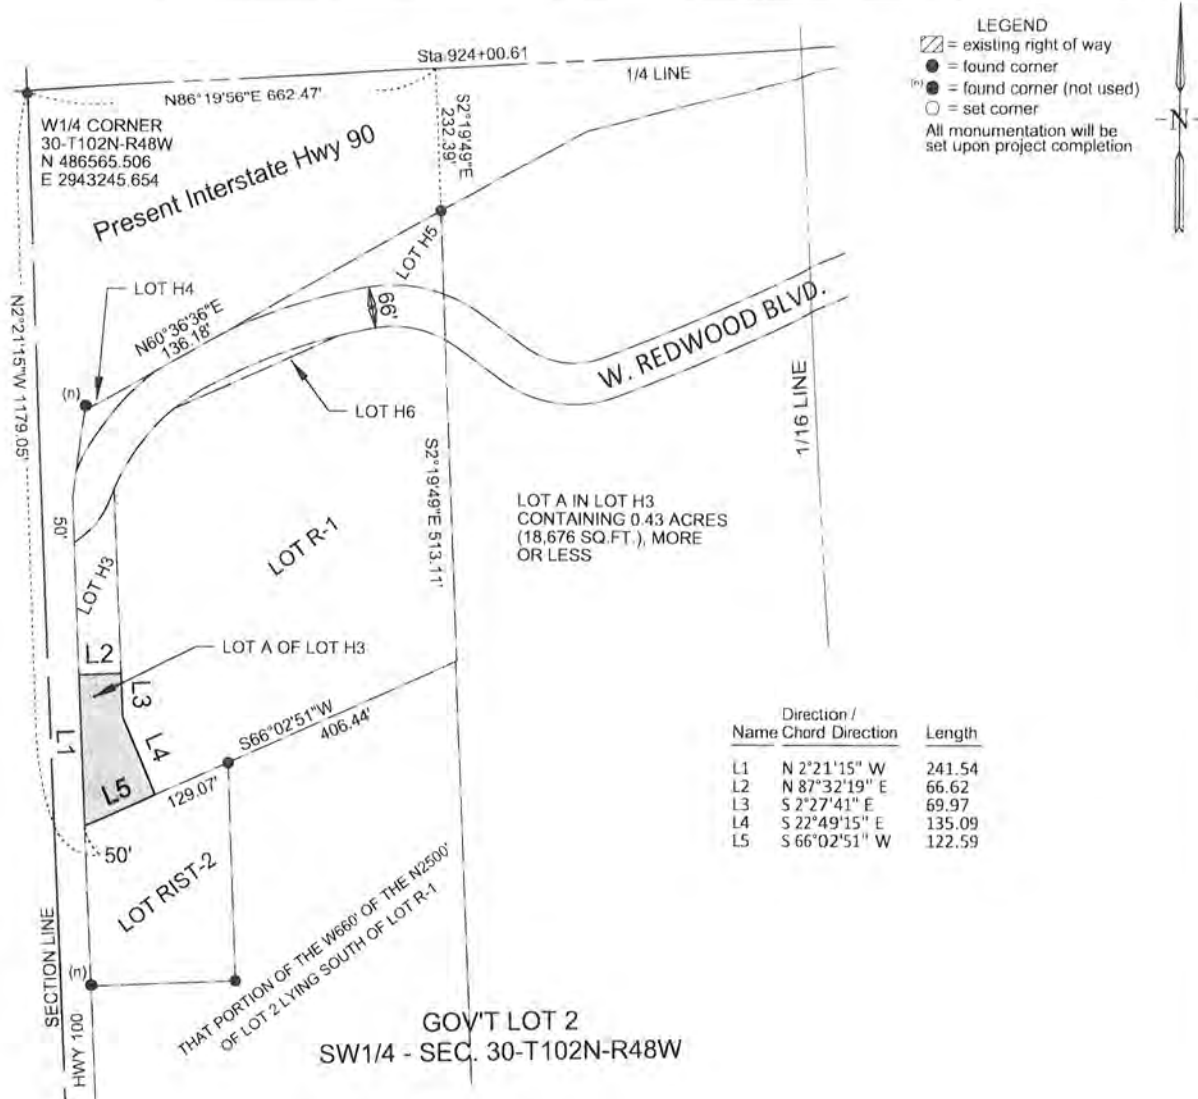 Sta 924+00.61
N86°19'56"E 662.47'
1/4 LINE
W1/4 CORNER
30-T102N-R48W
N 486565.506
E 2943245.654
Present Interstate Hwy 90
S2°19'49"E
232.39'
LEGEND
= existing right of way
= found corner
(n) = found corner (not used)
= set corner
All monumentation will be
set upon project completion
N
LOT H4
LOT H5
N60°36'36"E
136.18'
66'
W. REDWOOD BLVD.
(n)
LOT H6
N2°21'15"W 1179.05'
1/16 LINE
S2°19'49"E 513.11'
50'
LOT R-1
LOT A IN LOT H3
CONTAINING 0.43 ACRES
(18,676 SQ.FT.), MORE
OR LESS
LOT H3
LOT A OF LOT H3
L2
L3
L1
L4
L5
S66°02'51"W
406.44'
129.07'
50'
Direction /
Name Chord Direction Length
L1 N 2°21'15" W 241.54
L2 N 87°32'19" E 66.62
L3 S 2°27'41" E 69.97
L4 S 22°49'15" E 135.09
L5 S 66°02'51" W 122.59
LOT RIST-2
SECTION LINE
(n)
HWY 100
THAT PORTION OF THE W660' OF THE N2500'
OF LOT 2 LYING SOUTH OF LOT R-1
GOV'T LOT 2
SW1/4 - SEC. 30-T102N-R48W